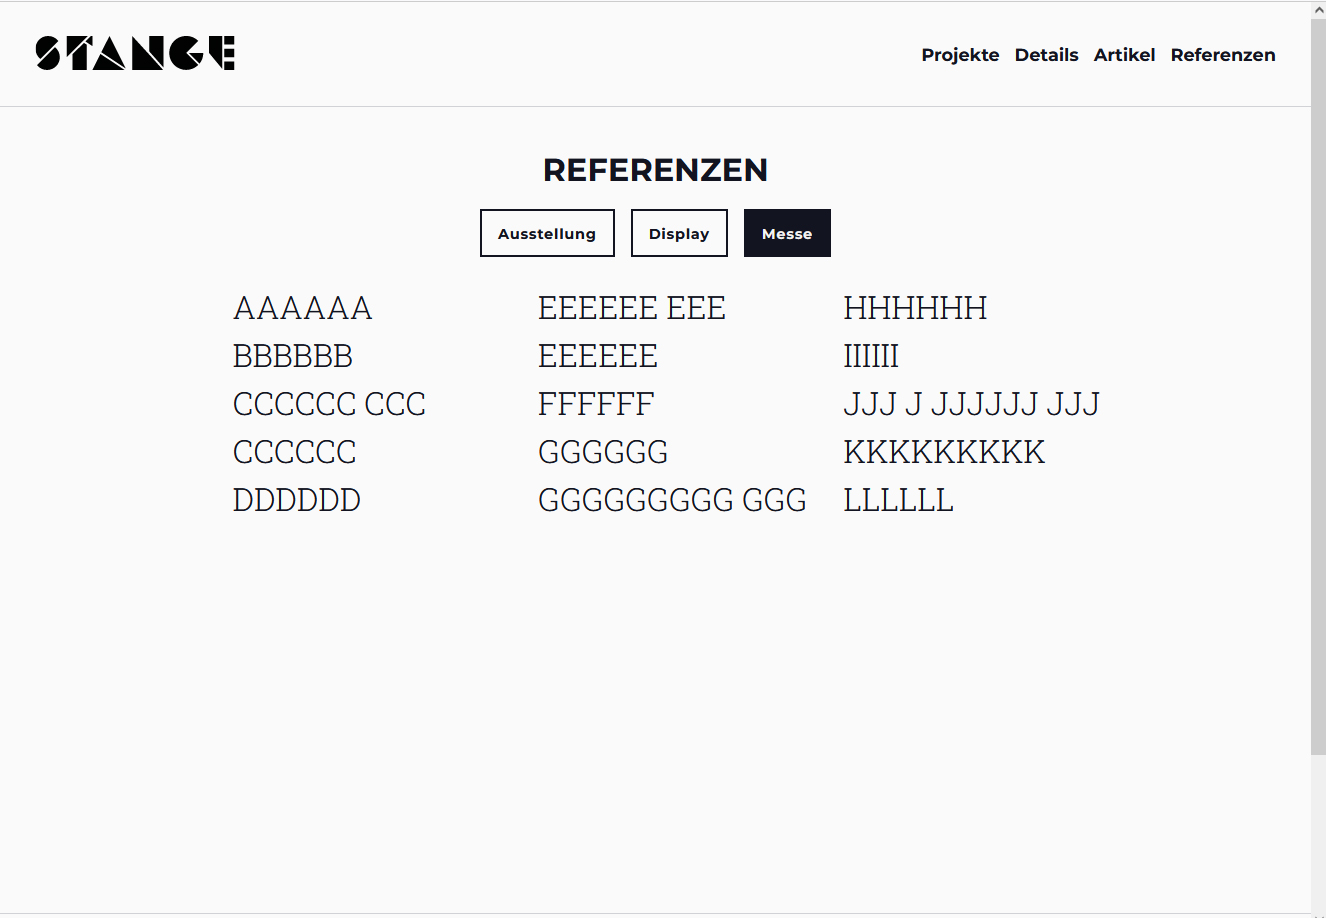 STANGE
Projekte Details Artikel Referenzen
REFERENZEN
Ausstellung Display Messe
AAAAAA
BBBBBB
CCCCCC CCC
CCCCCC
DDDDDD
EEEEEE EEE
EEEEEE
FFFFFF
GGGGGG
GGGGGGGGG GGG
HHHHHH
IIIIII
JJJ J JJJJJJ JJJ
KKKKKKKKK
LLLLLL